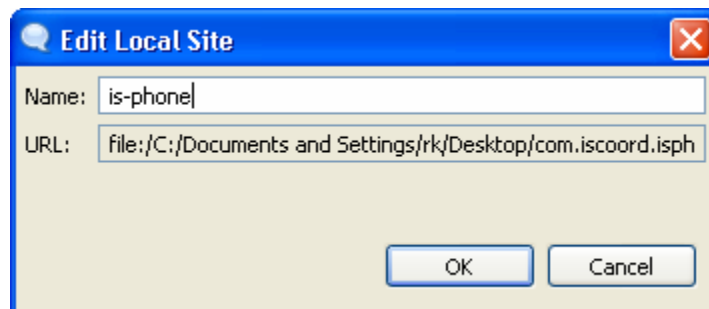 Edit Local Site
Name: is-phone
URL: file:/C:/Documents and Settings/rk/Desktop/com.iscoord.isph
OK Cancel